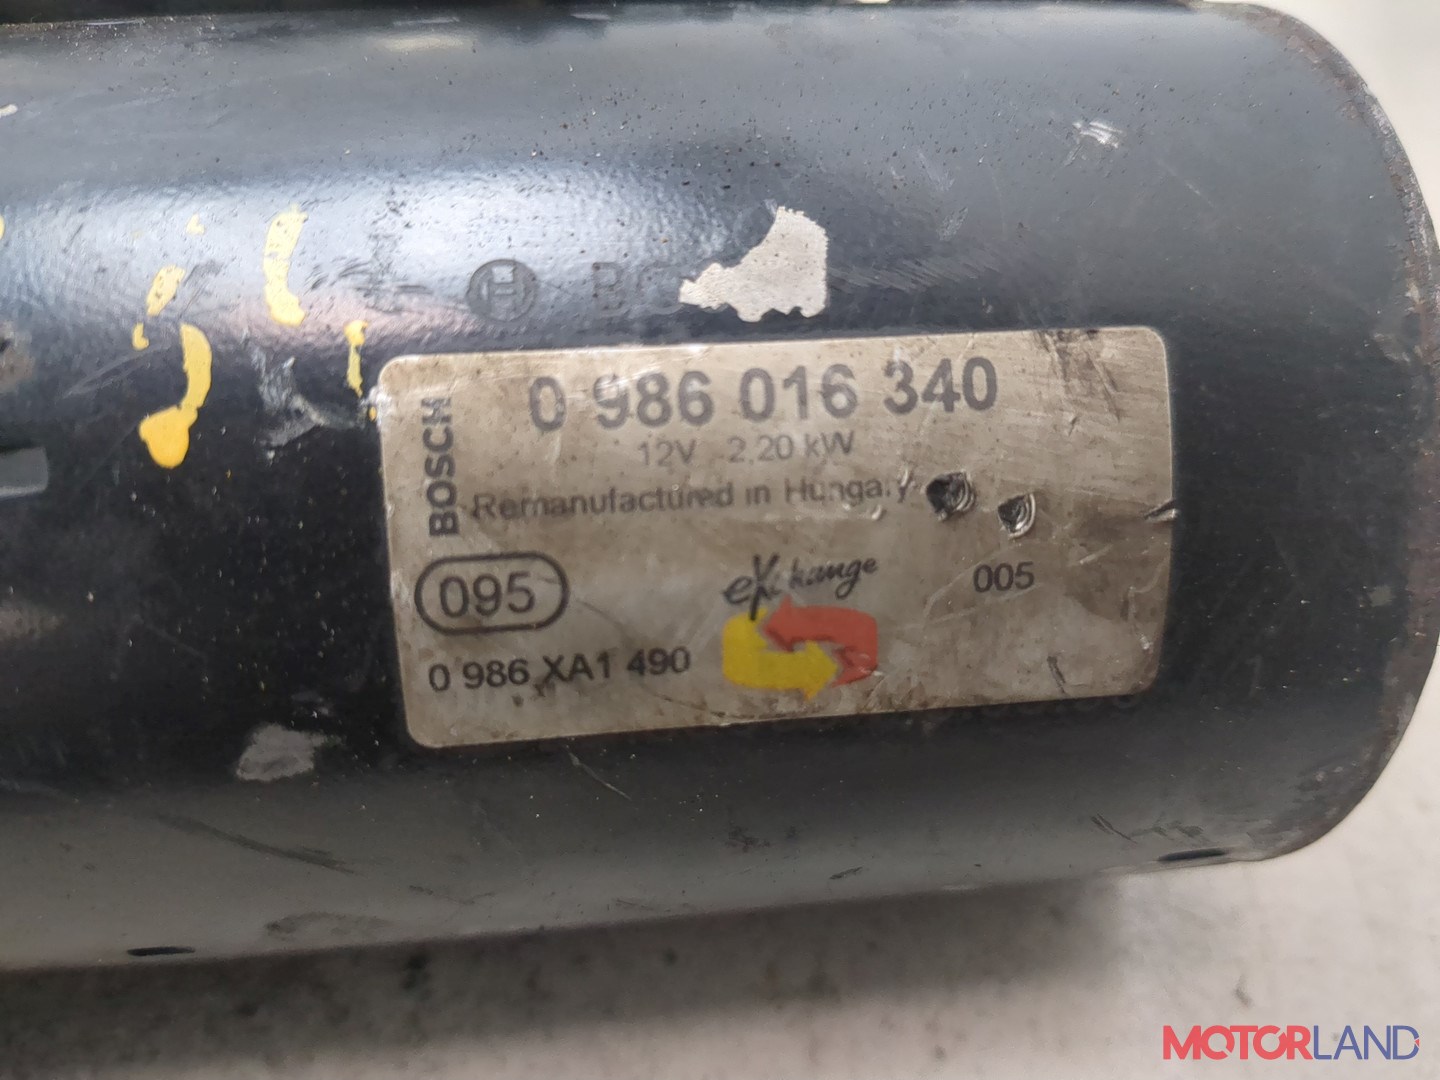 BO
BOSCH
0 986 016 340
12V 2,20 kW
Remanufactured in Hungary
095
eXchange
005
0 986 XA1 490
MOTORLAND